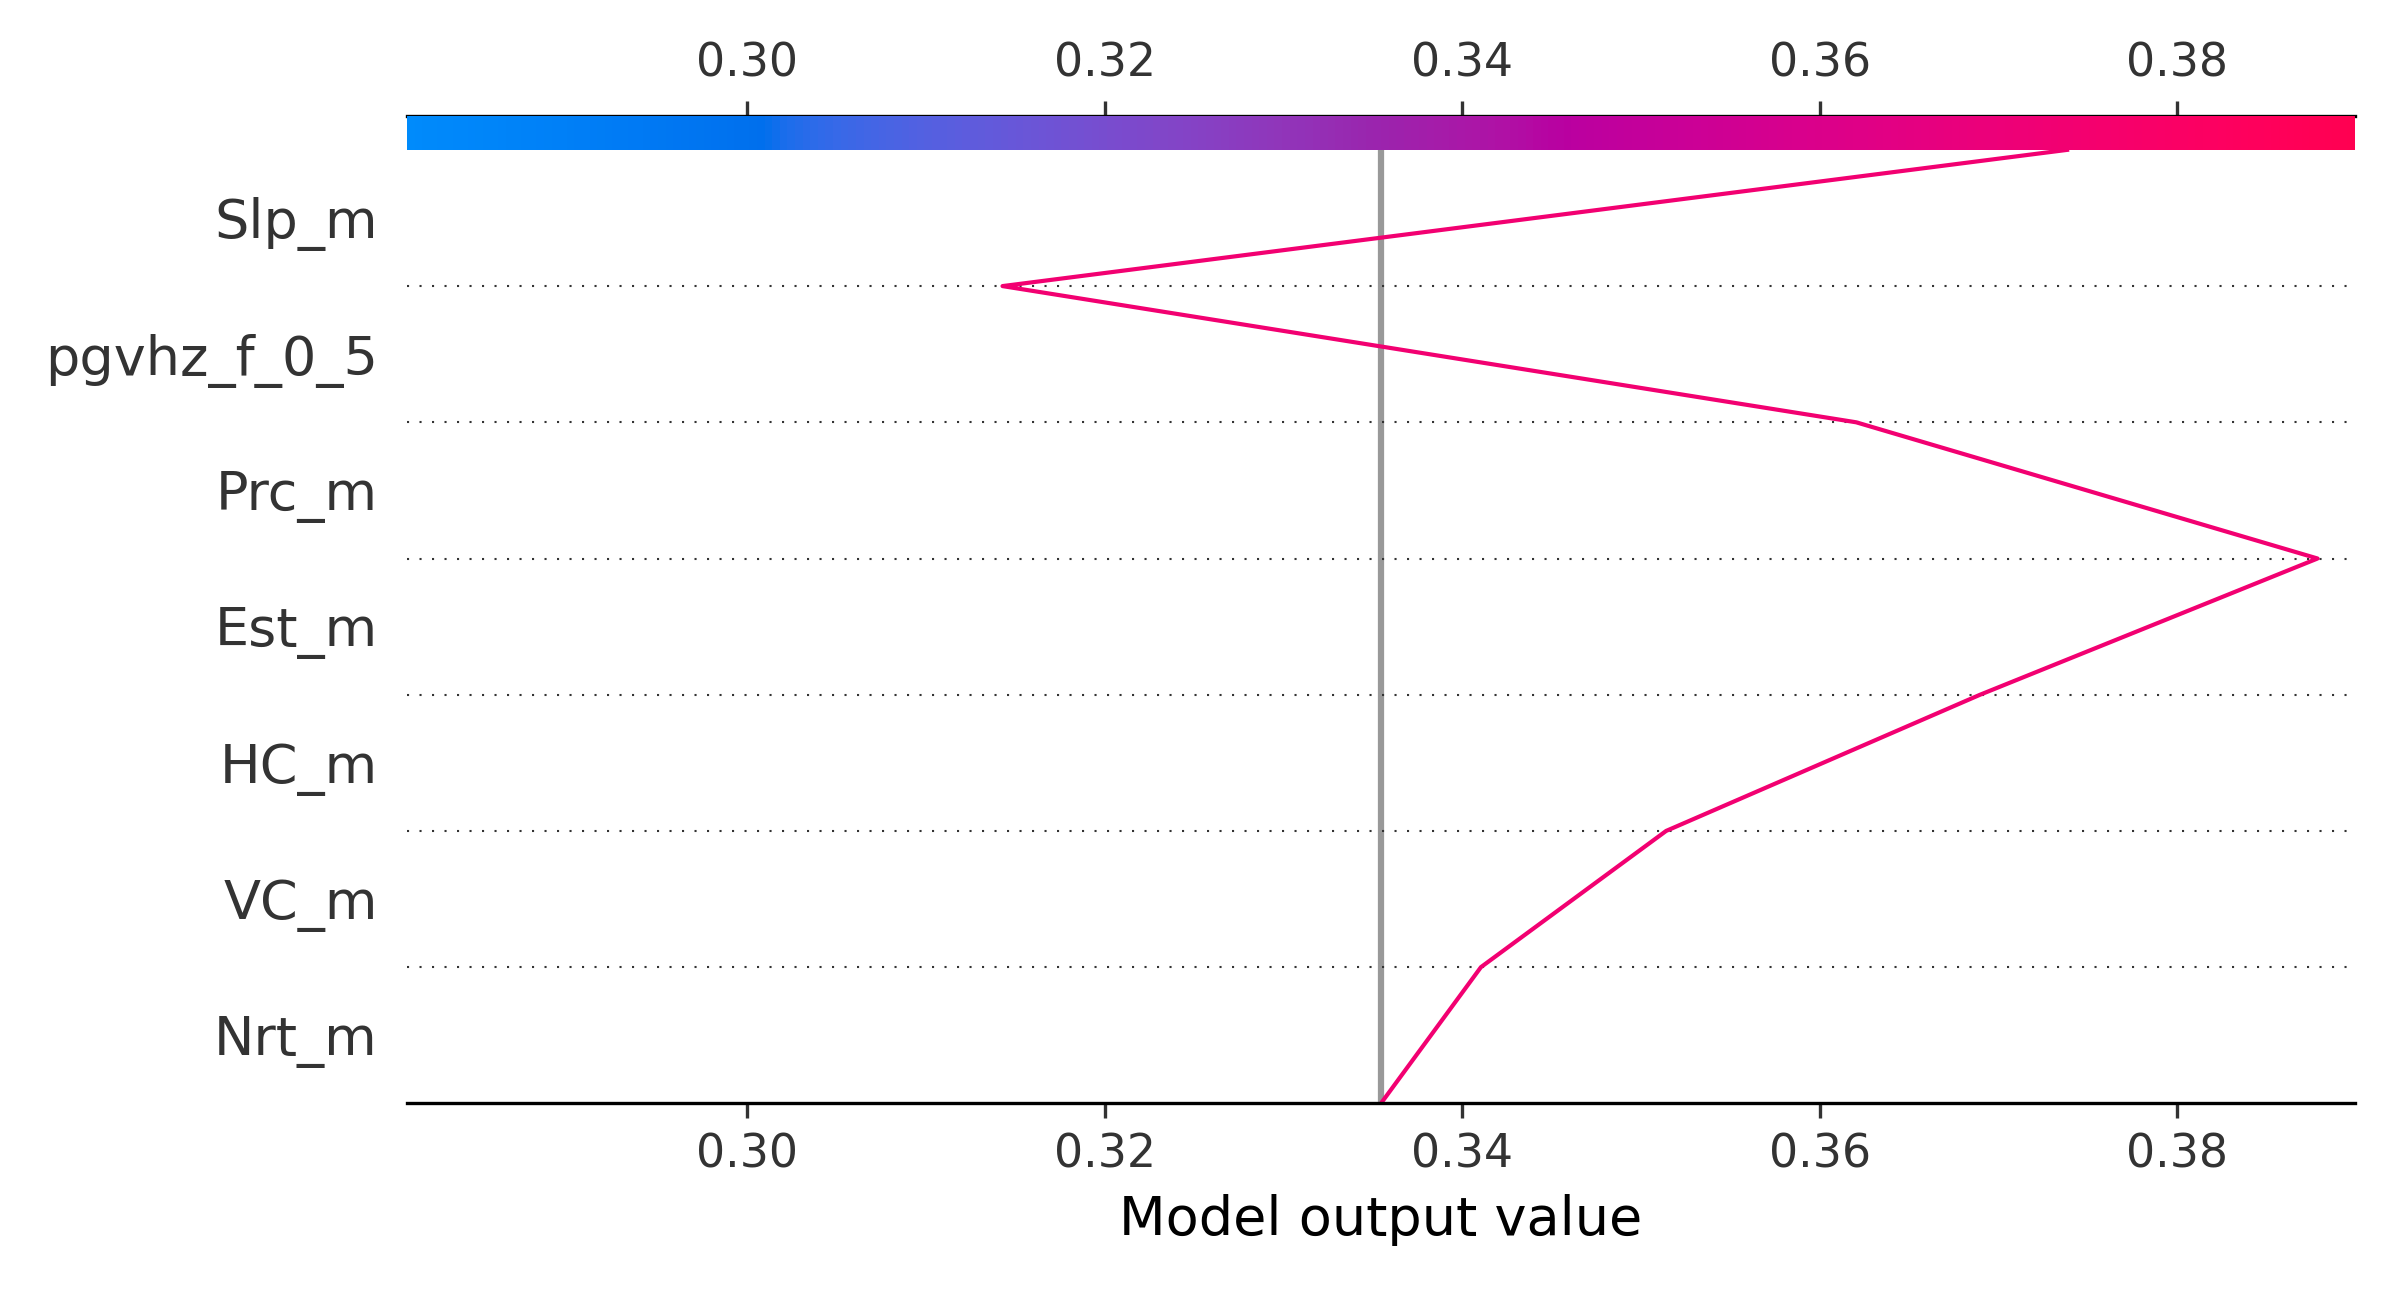 0.30 0.32 0.34 0.36 0.38
Slp_m
pgvhz_f_0_5
Prc_m
Est_m
HC_m
VC_m
Nrt_m
0.30 0.32 0.34 0.36 0.38
Model output value